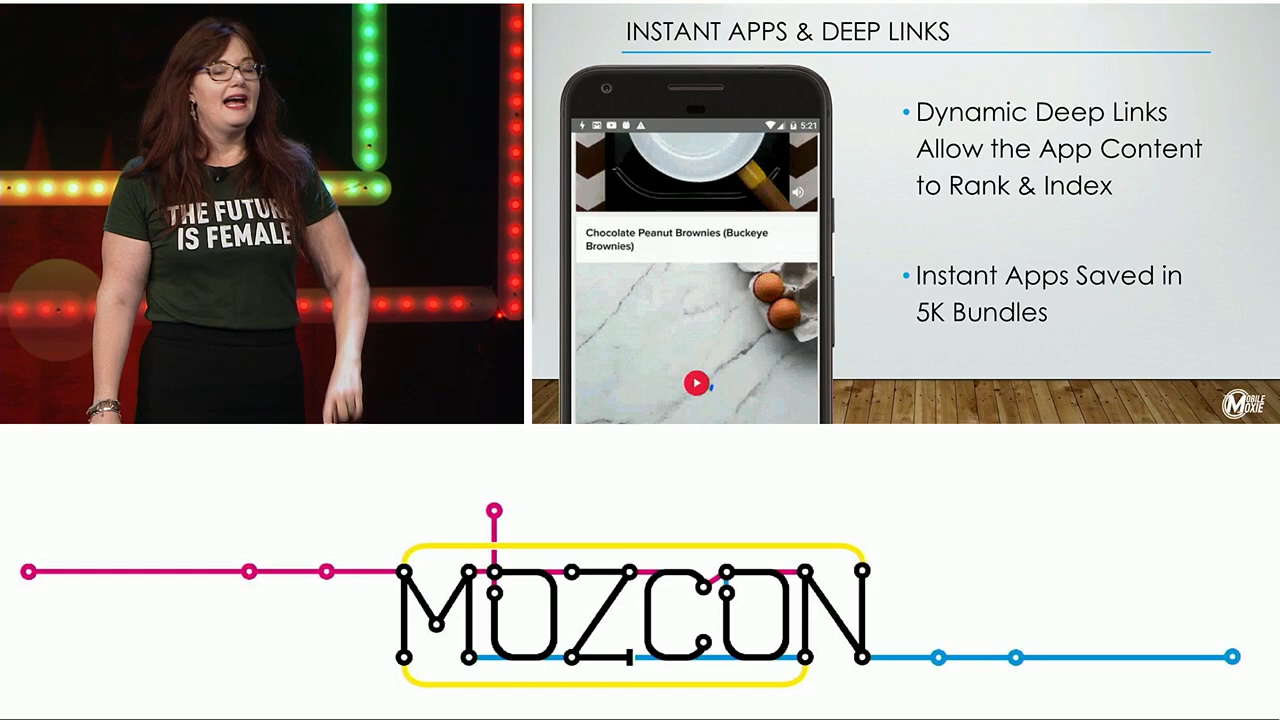 THE FUTURE
IS FEMALE
INSTANT APPS & DEEP LINKS
5:21
Chocolate Peanut Brownies (Buckeye
Brownies)
• Dynamic Deep Links
Allow the App Content
to Rank & Index
• Instant Apps Saved in
5K Bundles
MOBILE
MOXIE
MOZCON